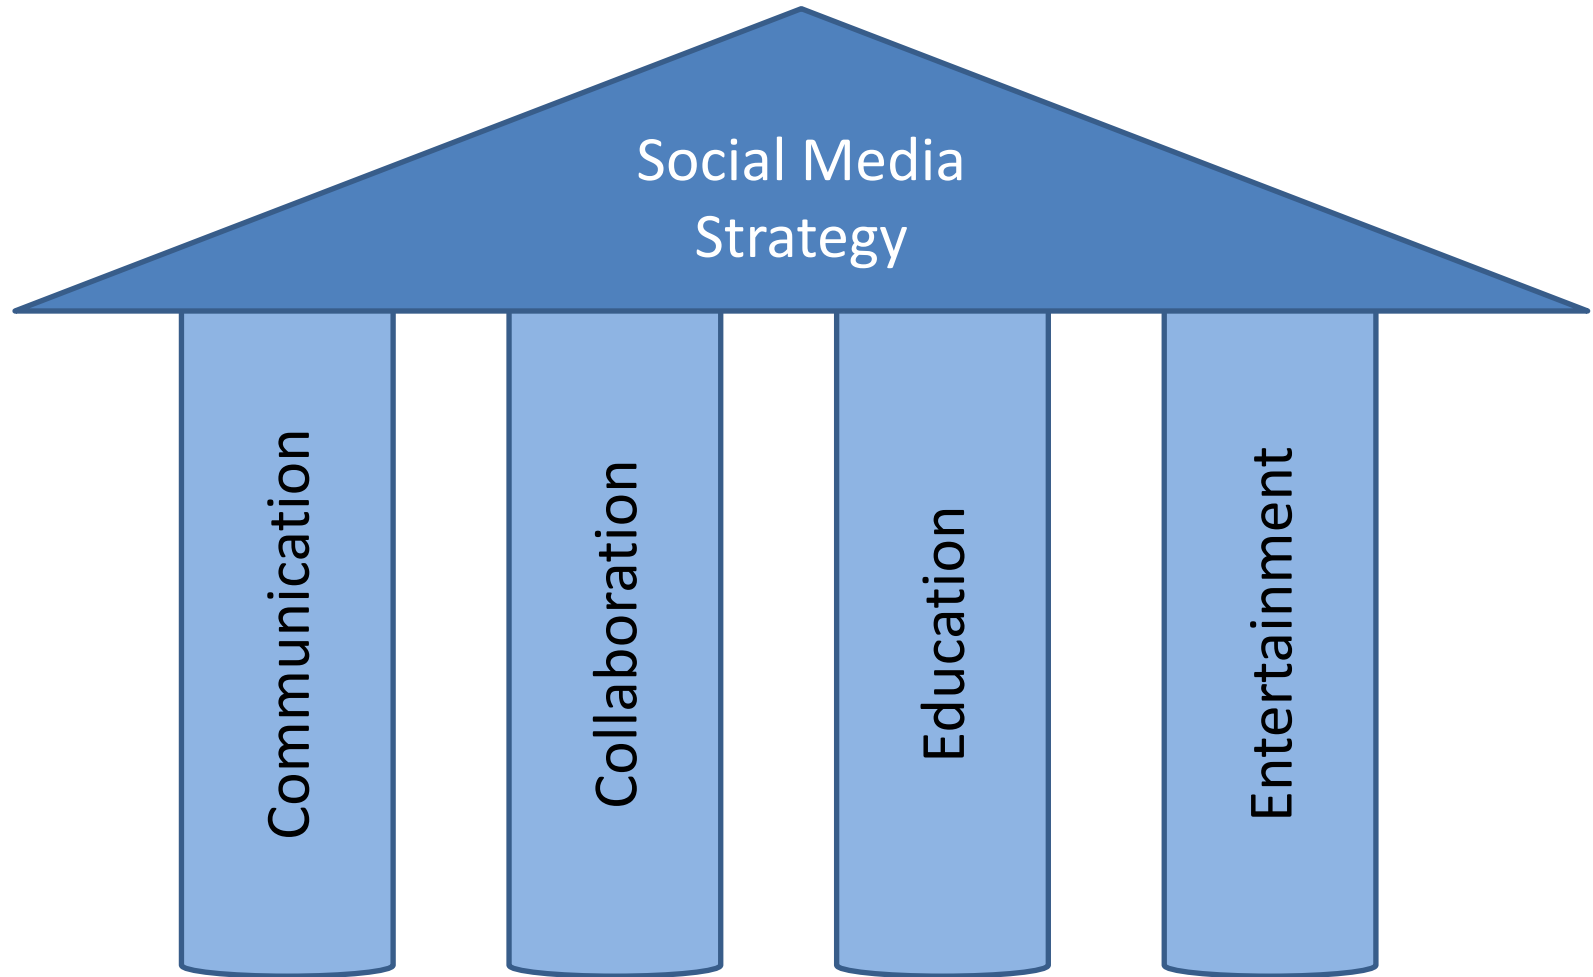 Social Media
Strategy
Communication
Collaboration
Education
Entertainment